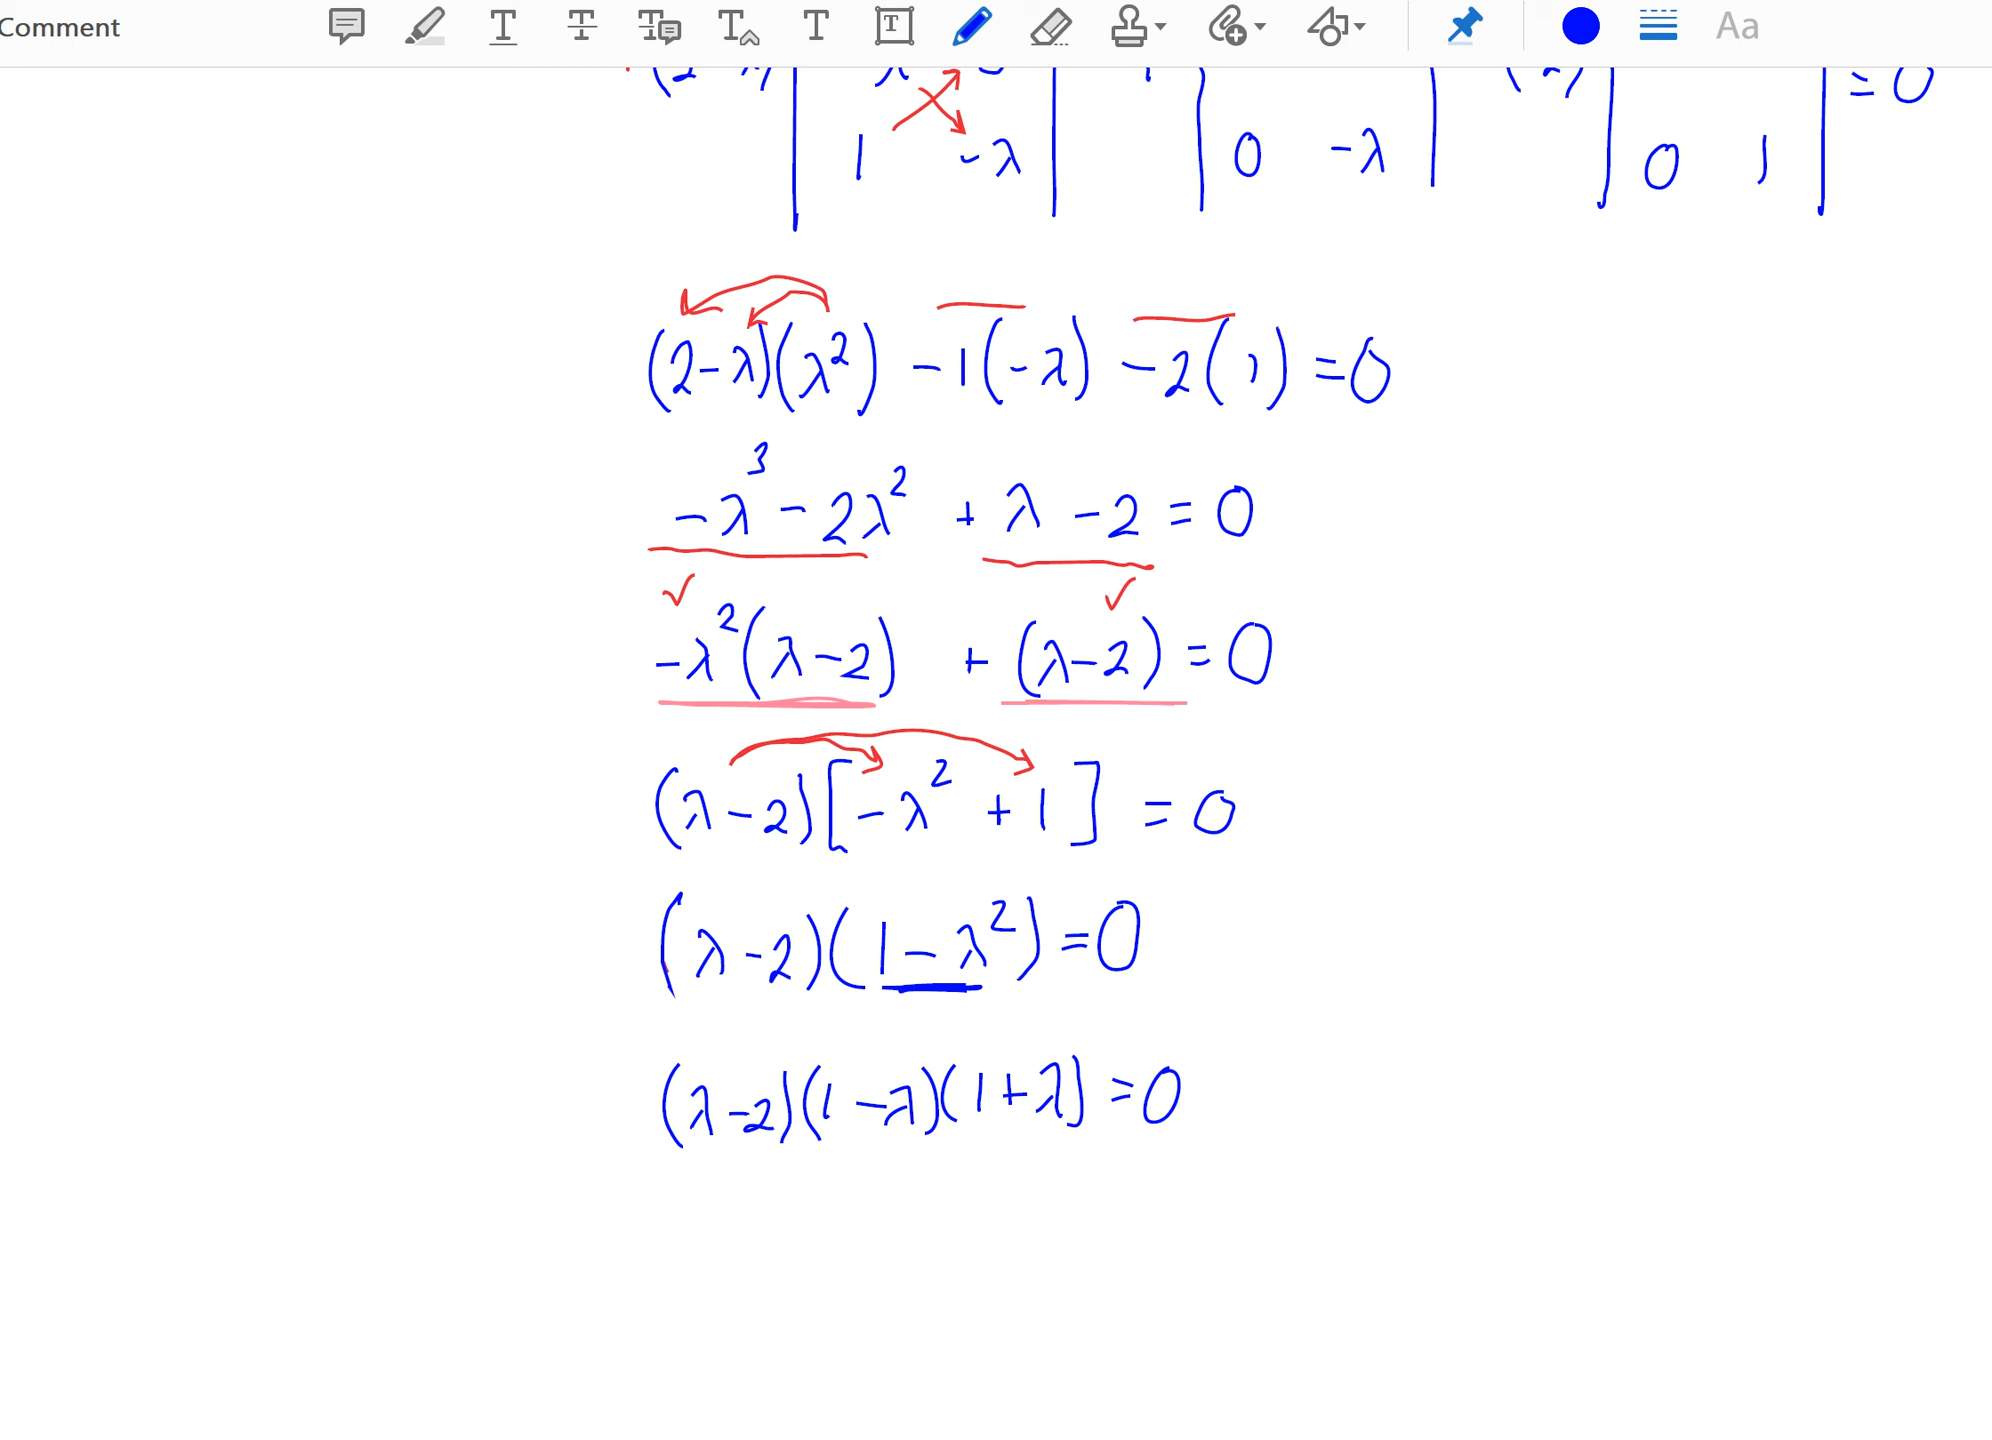 Comment Aa
= 0
1 -λ 0 -λ 0 1
(2-λ)(λ²) -1(-λ) -2(1) =0
-λ³ - 2λ² + λ - 2 = 0
-λ²(λ-2) + (λ-2) = 0
(λ-2)[-λ² + 1] = 0
(λ-2)(1-λ²) =0
(λ-2)(1-λ)(1+λ) =0